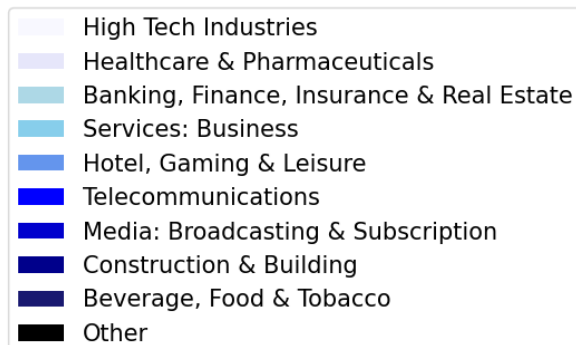 High Tech Industries
Healthcare & Pharmaceuticals
Banking, Finance, Insurance & Real Estate
Services: Business
Hotel, Gaming & Leisure
Telecommunications
Media: Broadcasting & Subscription
Construction & Building
Beverage, Food & Tobacco
Other